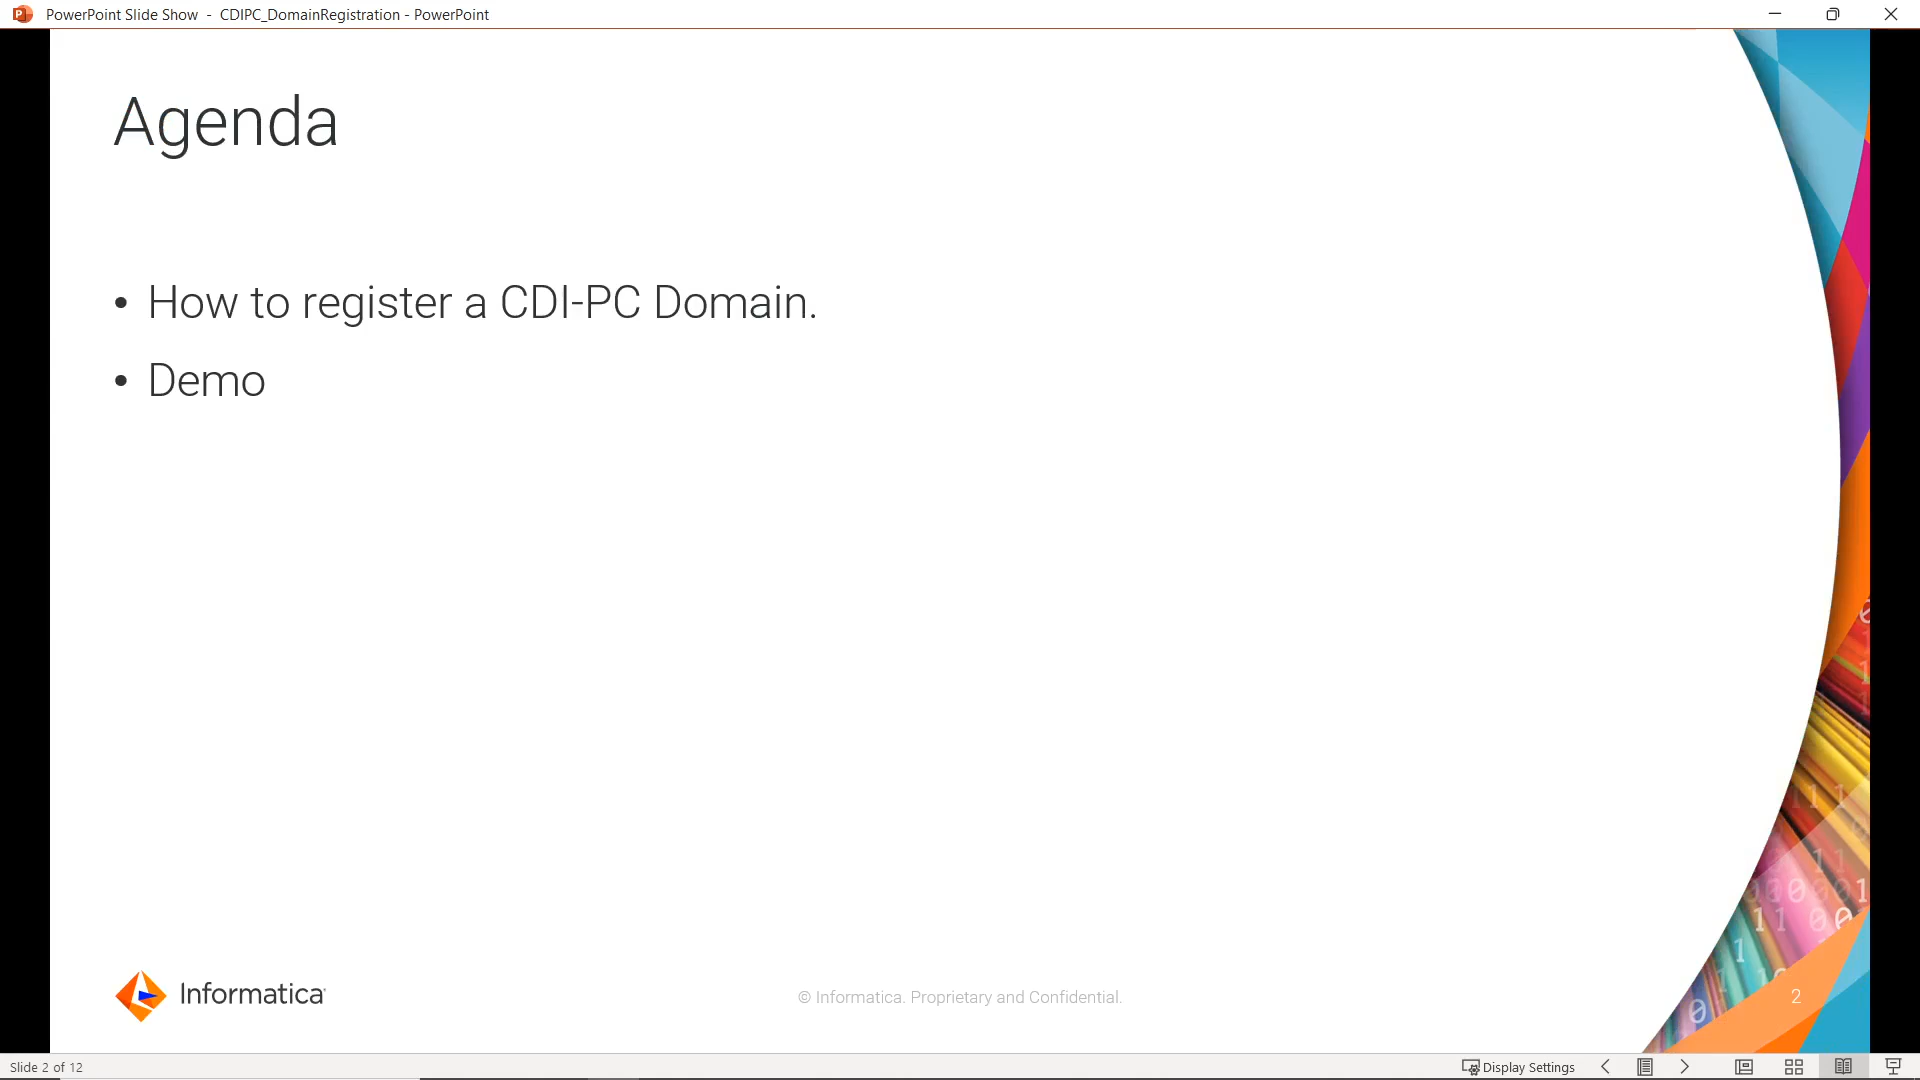 PowerPoint Slide Show - CDIPC_DomainRegistration - PowerPoint
Agenda
• How to register a CDI-PC Domain.
• Demo
Informatica
© Informatica. Proprietary and Confidential.
2
Slide 2 of 12
Display Settings